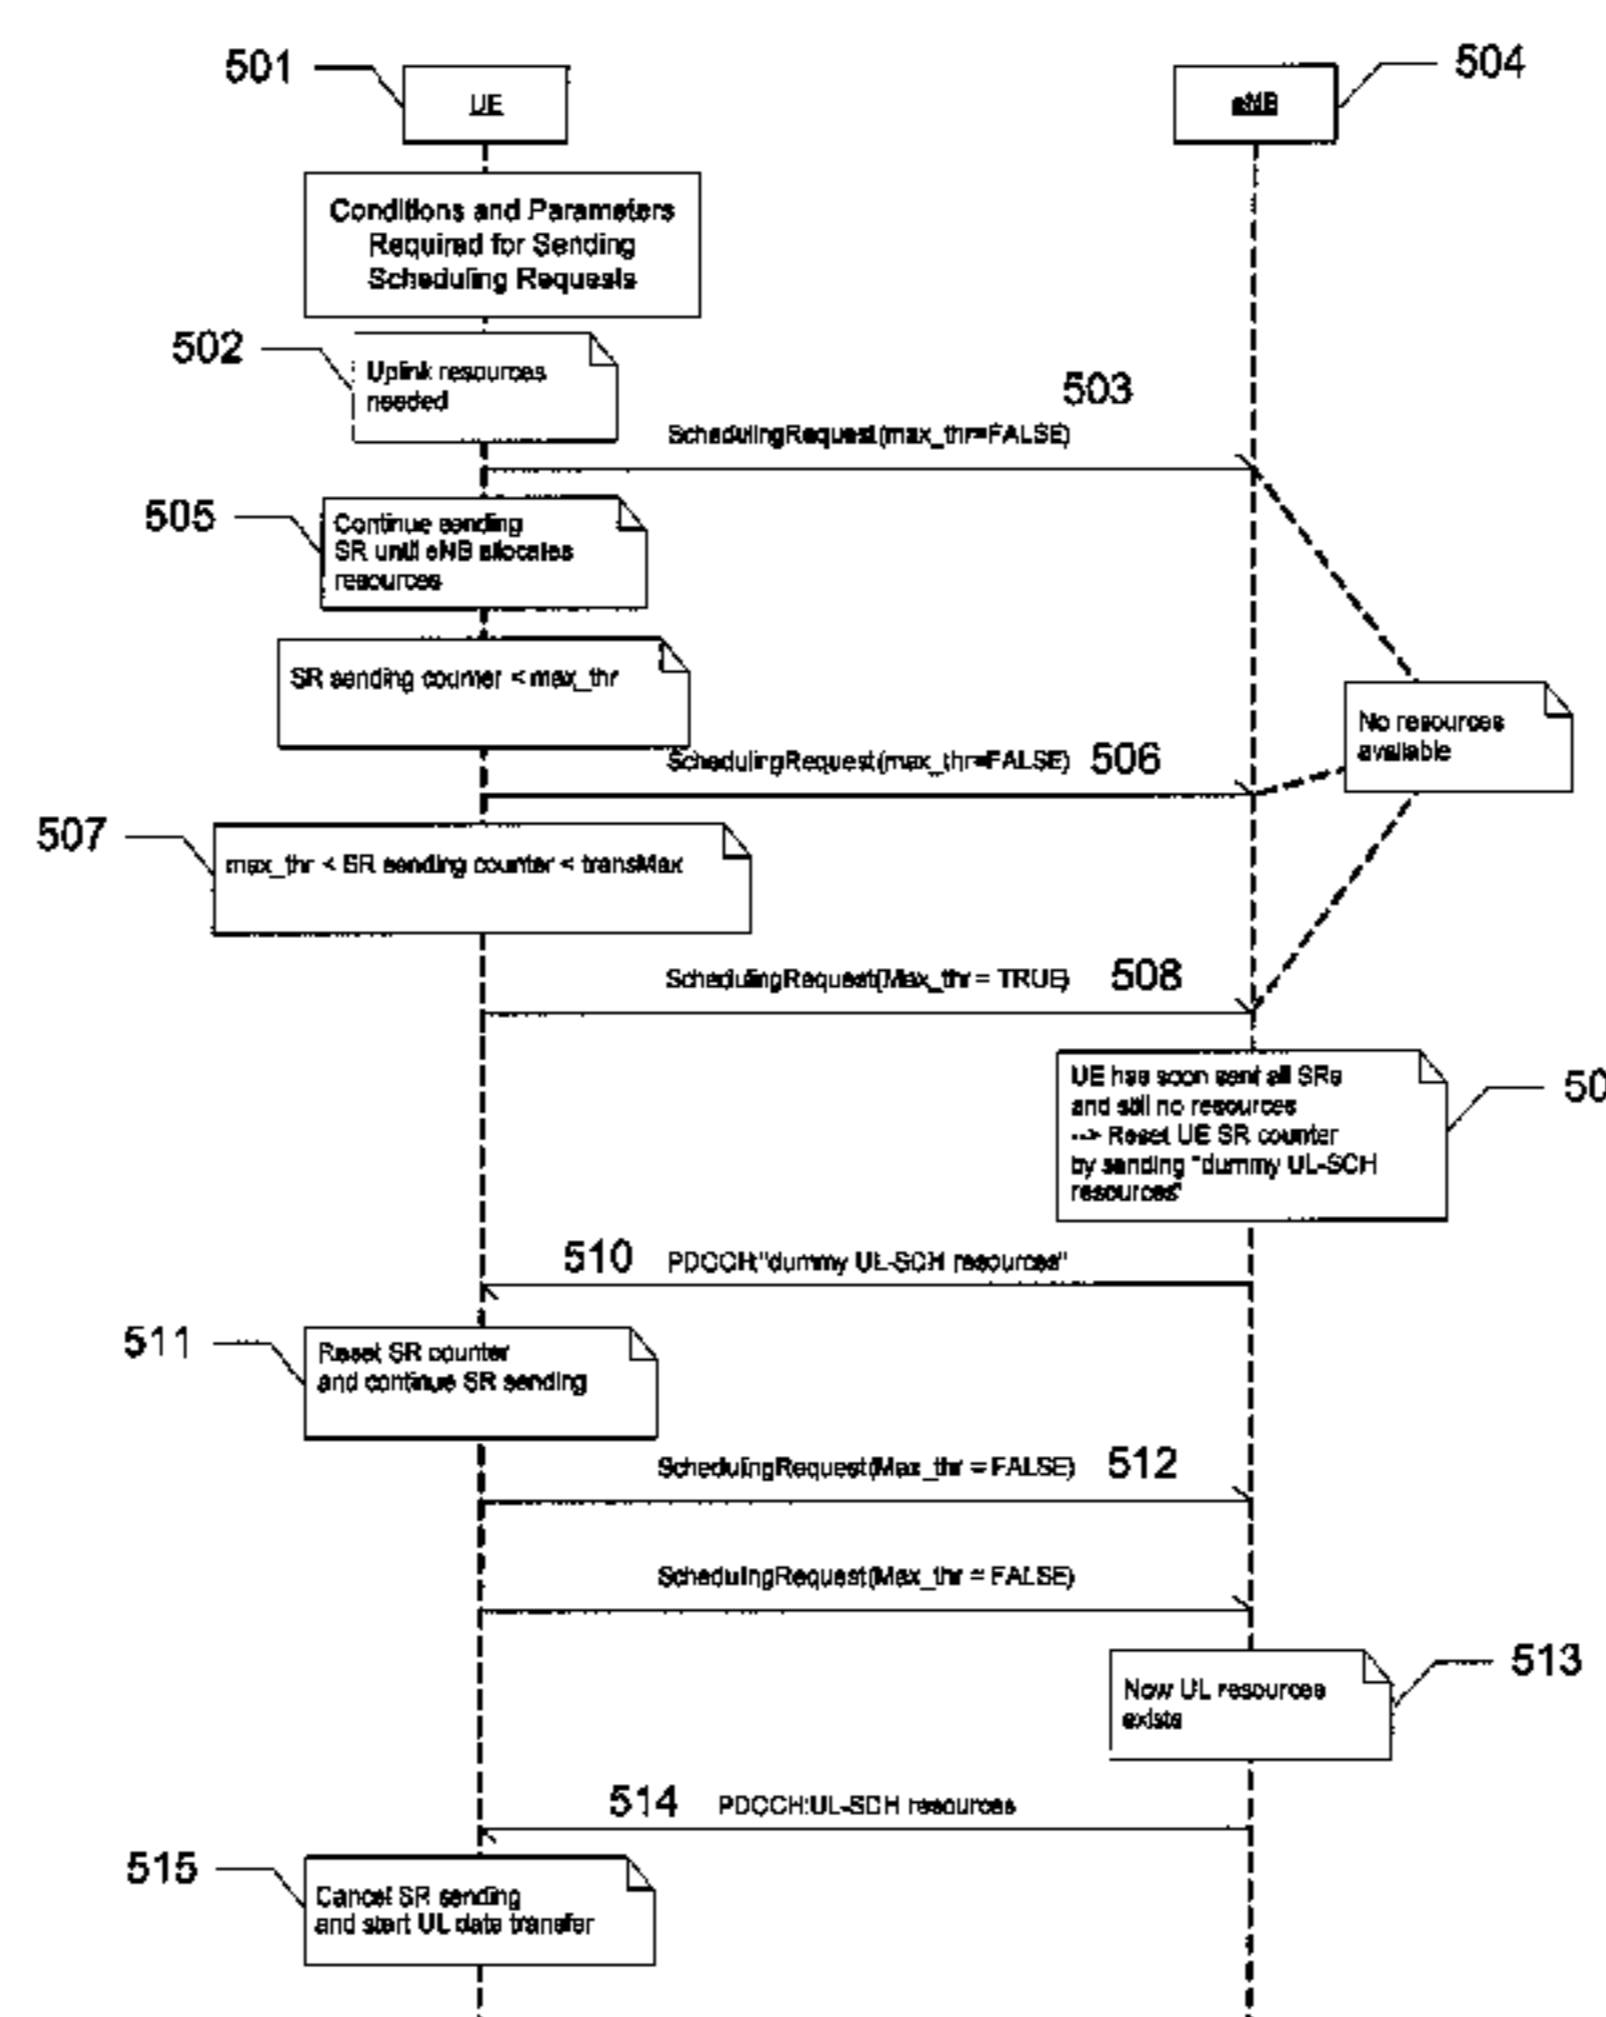 501
UE
504
eNB
Conditions and Parameters
Required for Sending
Scheduling Requests
502
Uplink resources
needed
503
SchedulingRequest(max_thr=FALSE)
505
Continue sending
SR until eNB allocates
resources
SR sending counter < max_thr
No resources
available
SchedulingRequest(max_thr=FALSE) 506
507
max_thr < SR sending counter < transMax
SchedulingRequest(Max_thr = TRUE) 508
UE has soon sent all SRs
and still no resources
--> Reset UE SR counter
by sending "dummy UL-SCH
resources"
50
510 PDCCH:"dummy UL-SCH resources"
511
Reset SR counter
and continue SR sending
SchedulingRequest(Max_thr = FALSE) 512
SchedulingRequest(Max_thr = FALSE)
513
Now UL resources
exists
514 PDCCH:UL-SCH resources
515
Cancel SR sending
and start UL data transfer